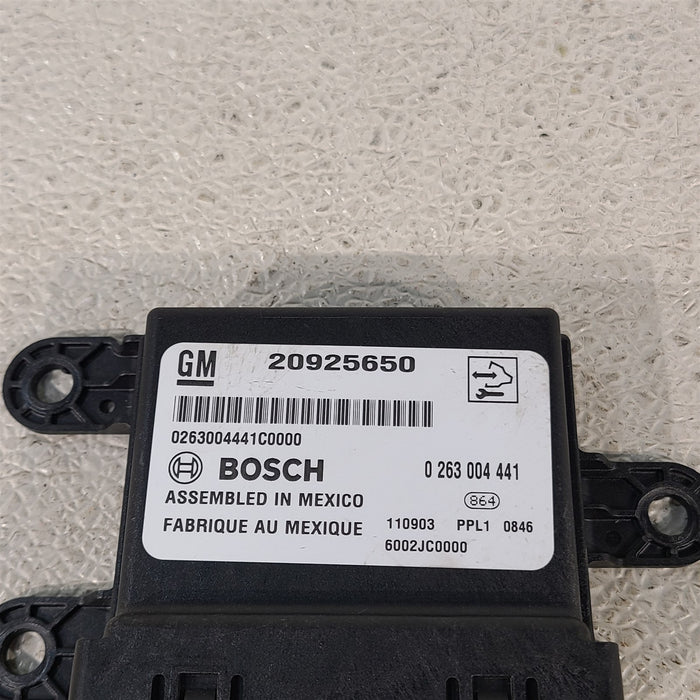 GM 20925650
0263004441C0000
BOSCH 0 263 004 441
ASSEMBLED IN MEXICO 864
FABRIQUE AU MEXIQUE 110903 PPL1 0846
6002JC0000